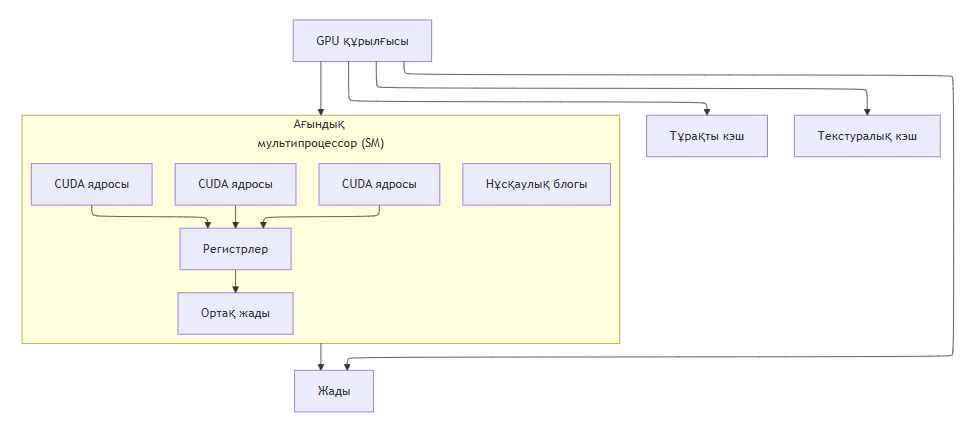 GPU құрылғысы
Ағындық
мультипроцессор (SM)
Тұрақты кэш
Текстуралық кэш
CUDA ядросы
CUDA ядросы
CUDA ядросы
Нұсқаулық блогы
Регистрлер
Ортақ жады
Жады